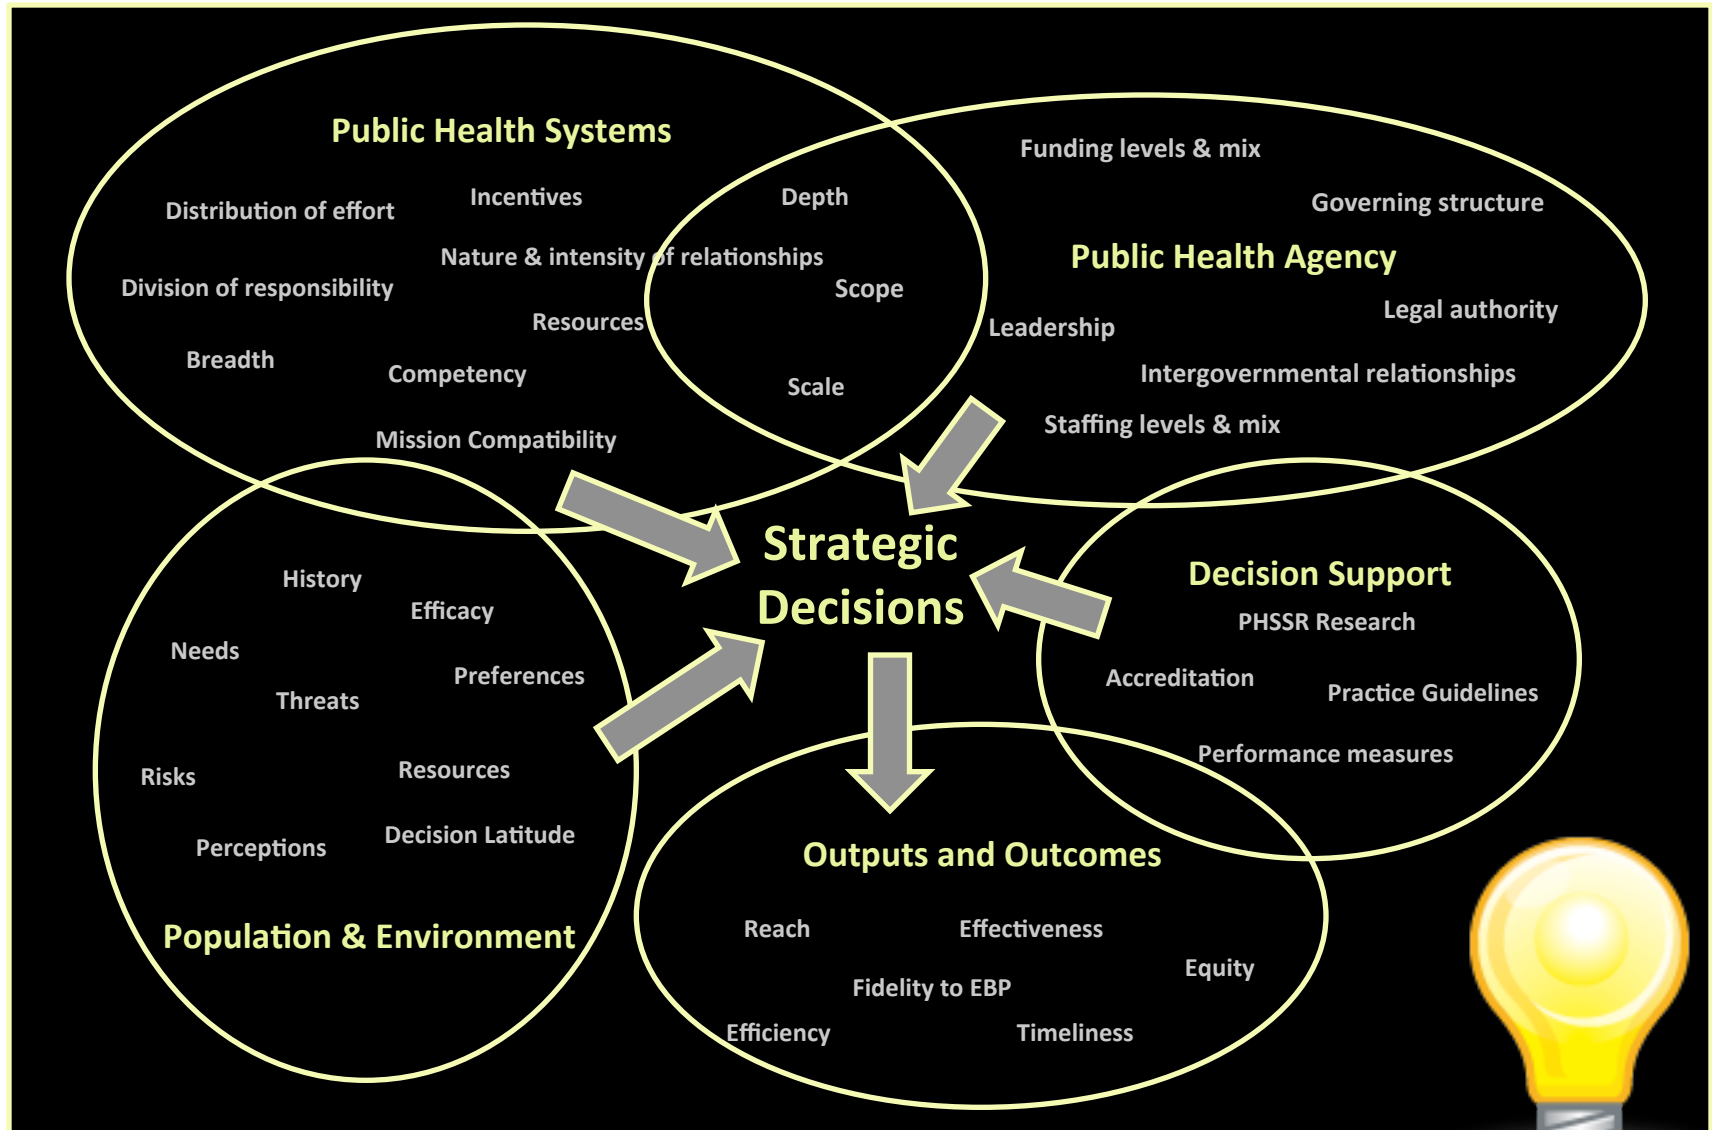 Public Health Systems
Distribution of effort
Incentives
Depth
Nature & intensity of relationships
Division of responsibility
Scope
Resources
Breadth
Competency
Scale
Mission Compatibility
Funding levels & mix
Governing structure
Public Health Agency
Legal authority
Leadership
Intergovernmental relationships
Staffing levels & mix
Strategic
Decisions
History
Efficacy
Needs
Preferences
Threats
Risks
Resources
Perceptions
Decision Latitude
Population & Environment
Decision Support
PHSSR Research
Accreditation
Practice Guidelines
Performance measures
Outputs and Outcomes
Reach
Effectiveness
Equity
Fidelity to EBP
Efficiency
Timeliness